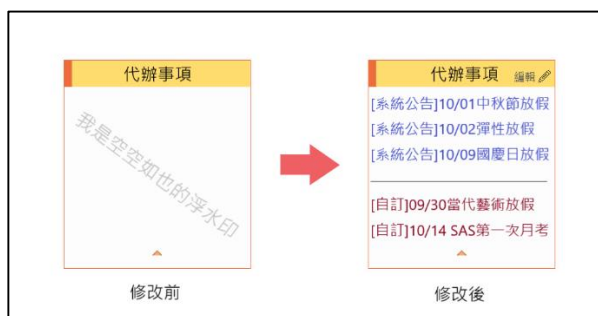 代辦事項
我是空空如也的浮水印
修改前
代辦事項 編輯
[系統公告]10/01中秋節放假
[系統公告]10/02彈性放假
[系統公告]10/09國慶日放假
[自訂]09/30當代藝術放假
[自訂]10/14 SAS第一次月考
修改後